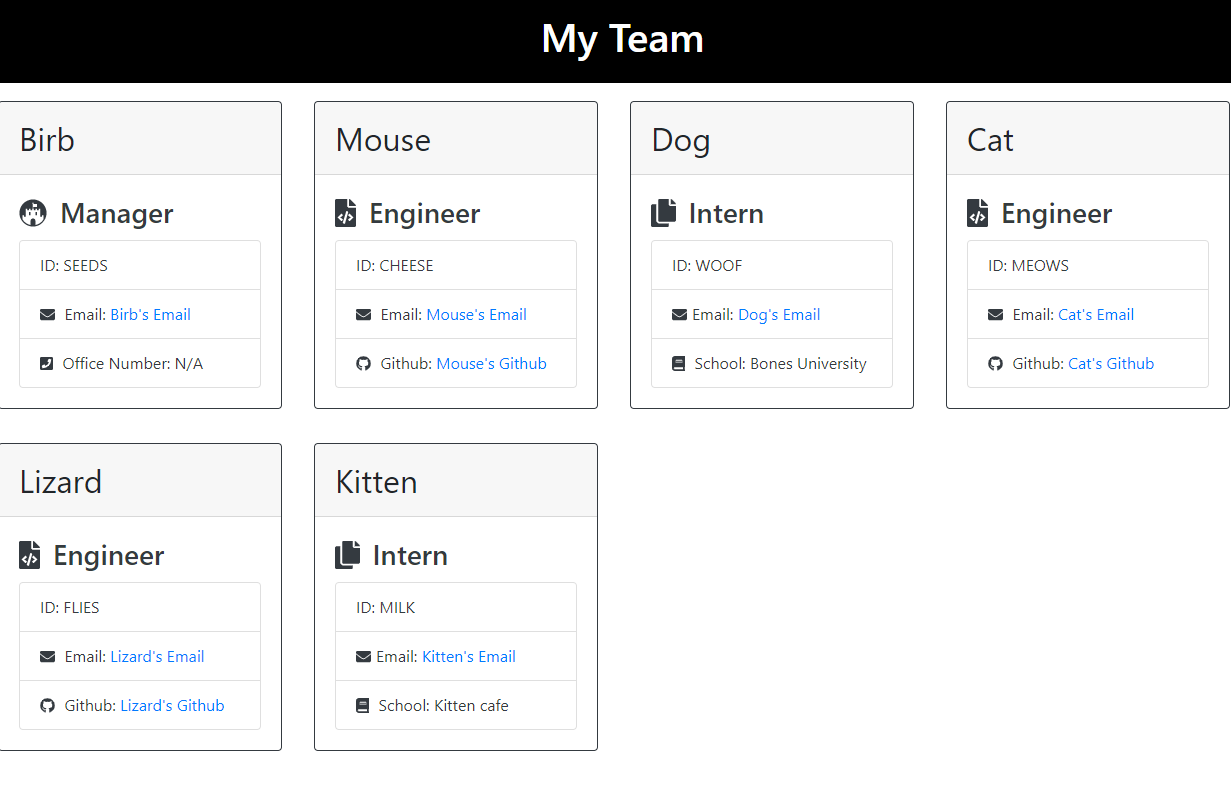 My Team
Birb
Manager
ID: SEEDS
Email: Birb's Email
Office Number: N/A
Mouse
Engineer
ID: CHEESE
Email: Mouse's Email
Github: Mouse's Github
Dog
Intern
ID: WOOF
Email: Dog's Email
School: Bones University
Cat
Engineer
ID: MEOWS
Email: Cat's Email
Github: Cat's Github
Lizard
Engineer
ID: FLIES
Email: Lizard's Email
Github: Lizard's Github
Kitten
Intern
ID: MILK
Email: Kitten's Email
School: Kitten cafe